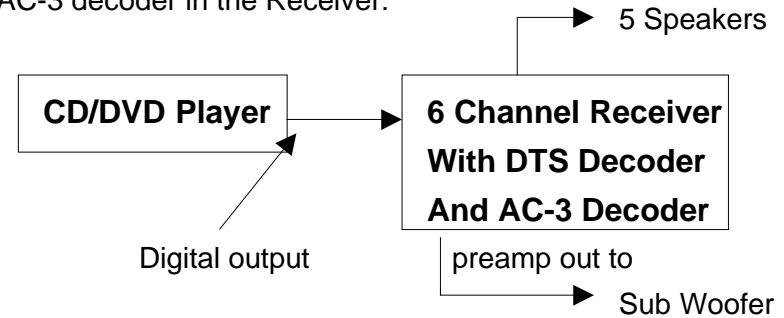 AC-3 decoder in the Receiver.
5 Speakers
CD/DVD Player
6 Channel Receiver
With DTS Decoder
And AC-3 Decoder
Digital output
preamp out to
Sub Woofer